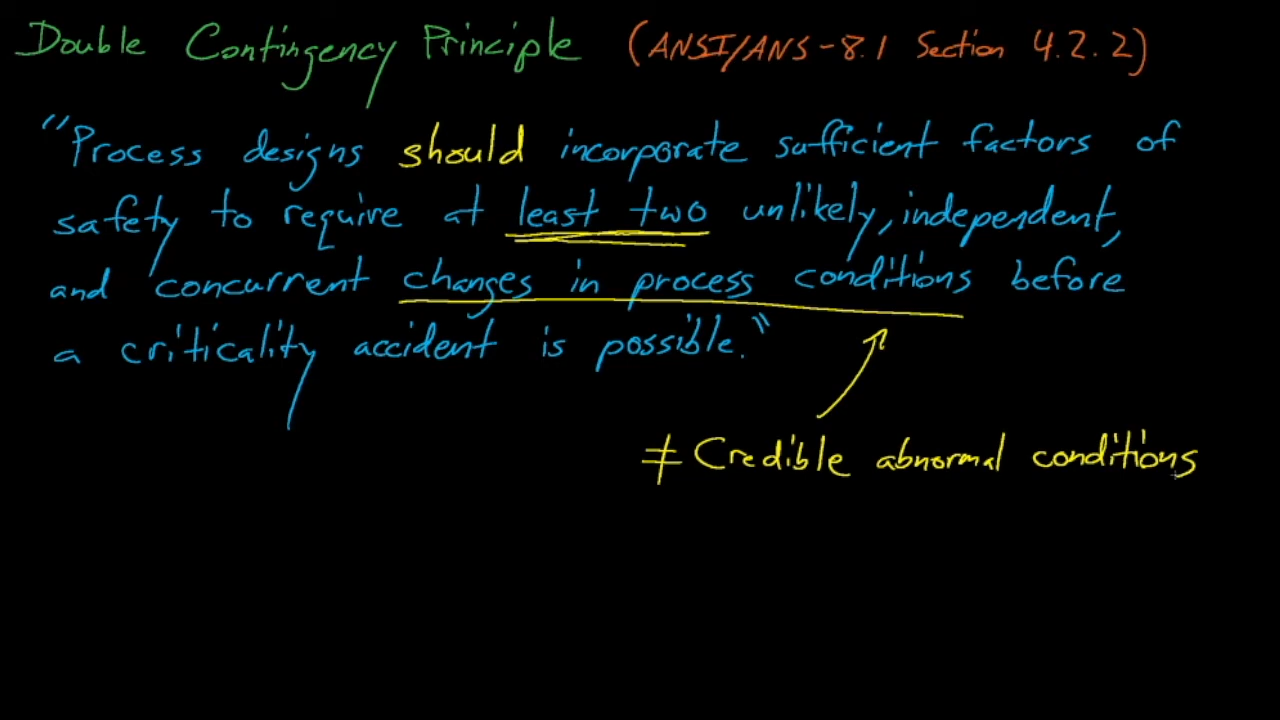 Double Contingency Principle (ANSI/ANS-8.1 Section 4.2.2)
"Process designs should incorporate sufficient factors of
safety to require at least two unlikely, independent,
and concurrent changes in process conditions before
a criticality accident is possible."
≠ Credible abnormal conditions